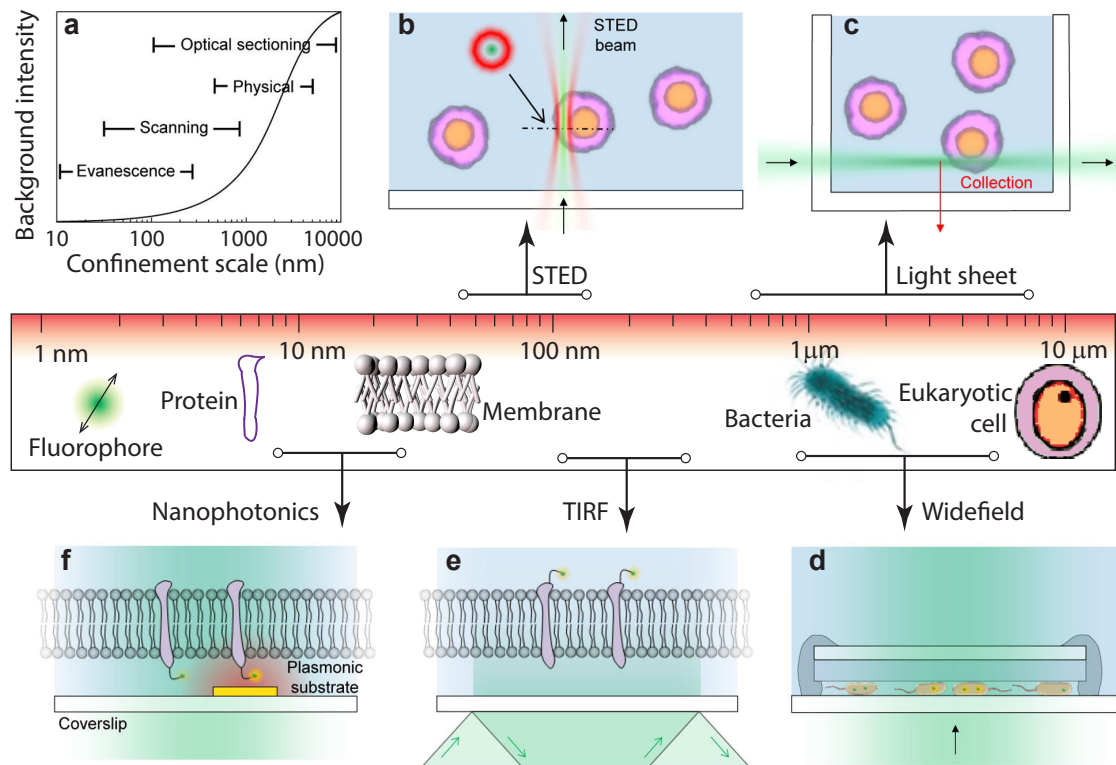 a
Background intensity
Optical sectioning
Physical
Scanning
Evanescence
10
100
1000
10000
Confinement scale (nm)
b
STED
beam
c
Collection
STED
Light sheet
1 nm
10 nm
100 nm
1μm
10 μm
Fluorophore
Protein
Membrane
Bacteria
Eukaryotic
cell
Nanophotonics
TIRF
Widefield
f
Plasmonic
substrate
Coverslip
e
d